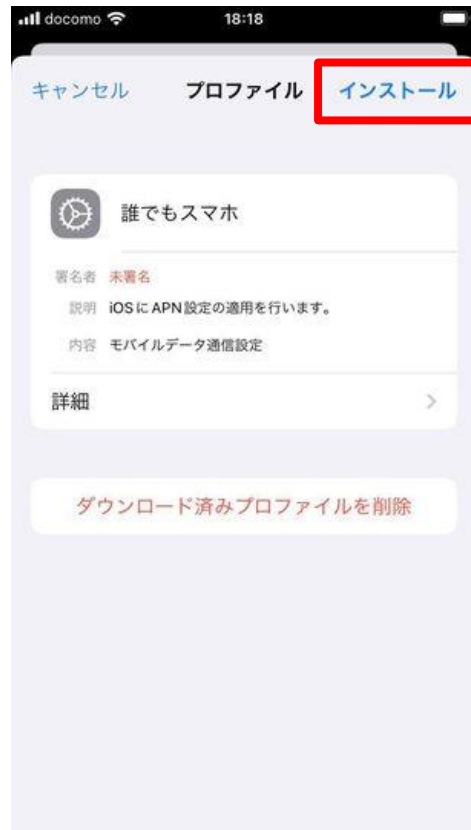 docomo 18:18
キャンセル プロファイル インストール
誰でもスマホ
署名者 未署名
説明 iOSにAPN設定の適用を行います。
内容 モバイルデータ通信設定
詳細
ダウンロード済みプロファイルを削除